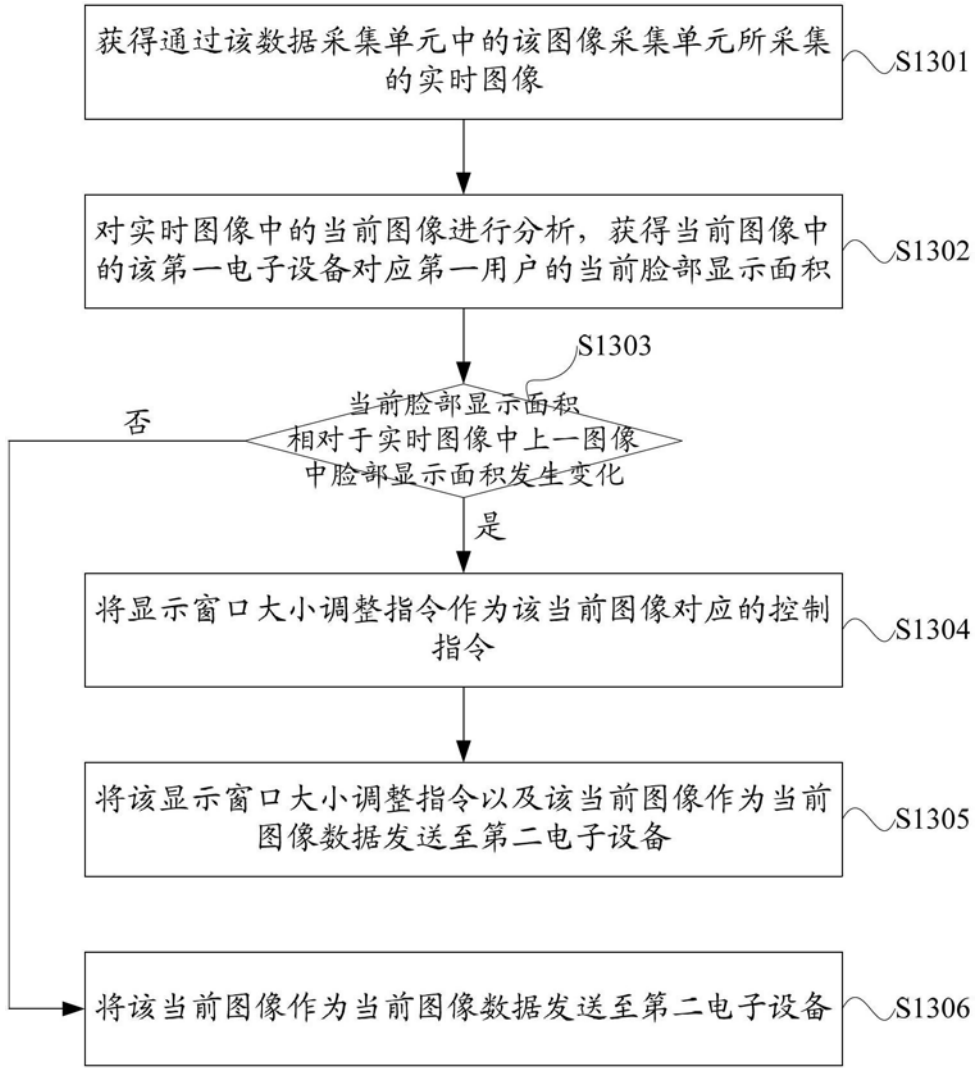 获得通过该数据采集单元中的该图像采集单元所采集
的实时图像
S1301
对实时图像中的当前图像进行分析，获得当前图像中
的该第一电子设备对应第一用户的当前脸部显示面积
S1302
S1303
当前脸部显示面积
相对于实时图像中上一图像
中脸部显示面积发生变化
否
是
将显示窗口大小调整指令作为该当前图像对应的控制
指令
S1304
将该显示窗口大小调整指令以及该当前图像作为当前
图像数据发送至第二电子设备
S1305
将该当前图像作为当前图像数据发送至第二电子设备
S1306